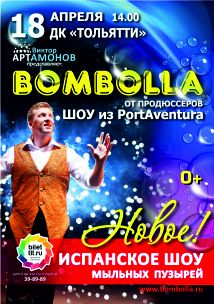 18 АПРЕЛЯ 14.00
ДК «ТОЛЬЯТТИ»
Виктор
АРТАМОНОВ
представляет:
BOMBOLLA
ОТ ПРОДЮССЕРОВ
ШОУ из PortAventura
0+
Новое!
bilet
tlt.ru
39-89-89
ИСПАНСКОЕ ШОУ
МЫЛЬНЫХ ПУЗЫРЕЙ
www.bombolla.ru